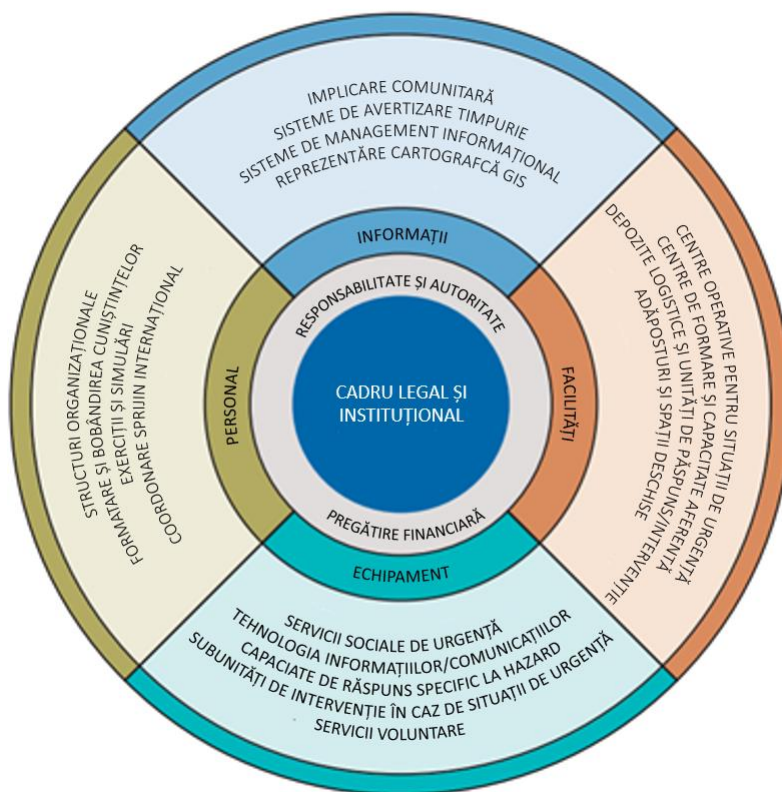 IMPLICARE COMUNITARĂ
SISTEME DE AVERTIZARE TIMPURIE
SISTEME DE MANAGEMENT INFORMAȚIONAL
REPREZENTĂRE CARTOGRAFCĂ GIS
INFORMAȚII
RESPONSABILITATE ȘI AUTORITATE
CADRU LEGAL ȘI
INSTITUȚIONAL
PREGĂTIRE FINANCIARĂ
PERSONAL
STRUCTURI ORGANIZAȚIONALE
FORMATARE ȘI BOBÂNDIREA CUNIȘTINȚELOR
EXERCIȚII ȘI SIMULĂRI
COORDONARE SPRIJIN INTERNAȚIONAL
FACILITĂȚI
CENTRE OPERATIVE PENTRU SITUAȚII DE URGENȚĂ
CENTRE DE FORMARE ȘI CAPACITATE AFERENTĂ
DEPOZITE LOGISTICE ȘI UNITĂȚI DE PĂSPUNS/INTERVENȚIE
ADĂPOSTURI ȘI SPAȚII DESCHISE
ECHIPAMENT
SERVICII SOCIALE DE URGENȚĂ
TEHNOLOGIA INFORMAȚIILOR/COMUNICAȚIILOR
CAPACIATE DE RĂSPUNS SPECIFIC LA HAZARD
SUBUNITĂȚI DE INTERVENȚIE ÎN CAZ DE SITUAȚII DE URGENȚĂ
SERVICII VOLUNTARE